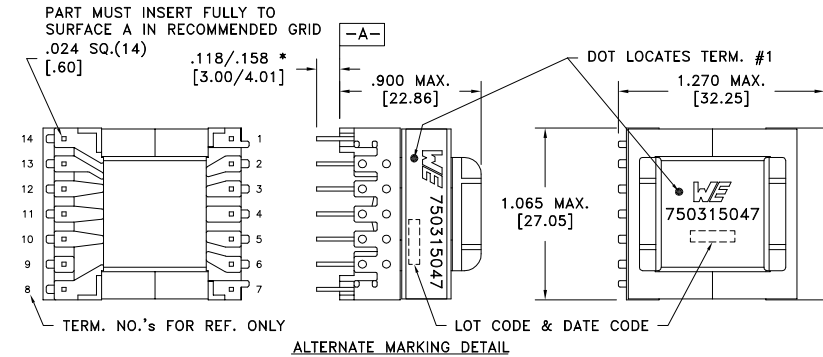 PART MUST INSERT FULLY TO
SURFACE A IN RECOMMENDED GRID
.024 SQ.(14)
[.60]
.118/.158 *
[3.00/4.01]
-A-
.900 MAX.
[22.86]
DOT LOCATES TERM. #1
1.270 MAX.
[32.25]
14
13
12
11
10
9
8
1
2
3
4
5
6
7
WE 750315047
1.065 MAX.
[27.05]
WE
750315047
TERM. NO.'s FOR REF. ONLY
LOT CODE & DATE CODE
ALTERNATE MARKING DETAIL